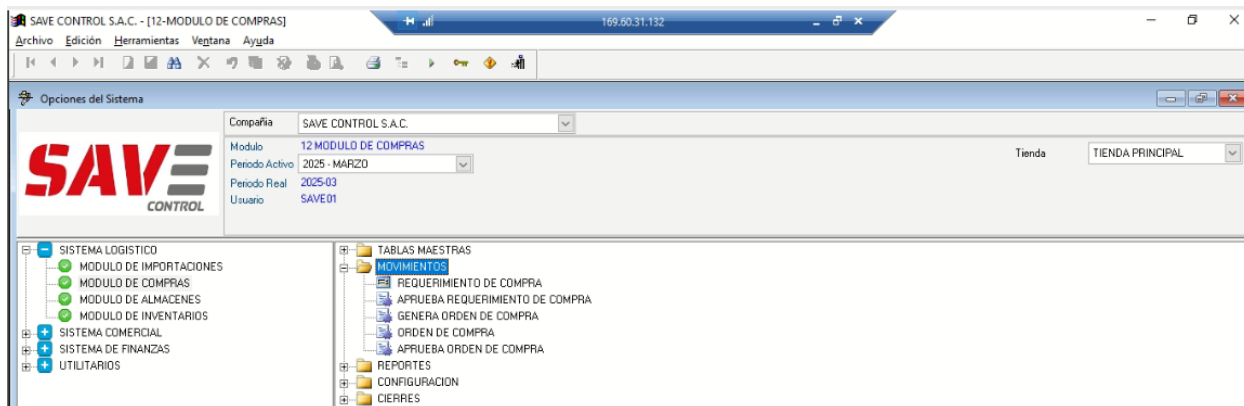 SAVE CONTROL S.A.C. - [12-MODULO DE COMPRAS]
169.60.31.132
Archivo Edición Herramientas Ventana Ayuda
Opciones del Sistema
SAVE
CONTROL
Compañia SAVE CONTROL S.A.C.
Modulo 12 MODULO DE COMPRAS
Periodo Activo 2025 - MARZO
Tienda TIENDA PRINCIPAL
Periodo Real 2025-03
Usuario SAVE01
SISTEMA LOGISTICO
MODULO DE IMPORTACIONES
MODULO DE COMPRAS
MODULO DE ALMACENES
MODULO DE INVENTARIOS
SISTEMA COMERCIAL
SISTEMA DE FINANZAS
UTILITARIOS
TABLAS MAESTRAS
MOVIMIENTOS
REQUERIMIENTO DE COMPRA
APRUEBA REQUERIMIENTO DE COMPRA
GENERA ORDEN DE COMPRA
ORDEN DE COMPRA
APRUEBA ORDEN DE COMPRA
REPORTES
CONFIGURACION
CIERRES